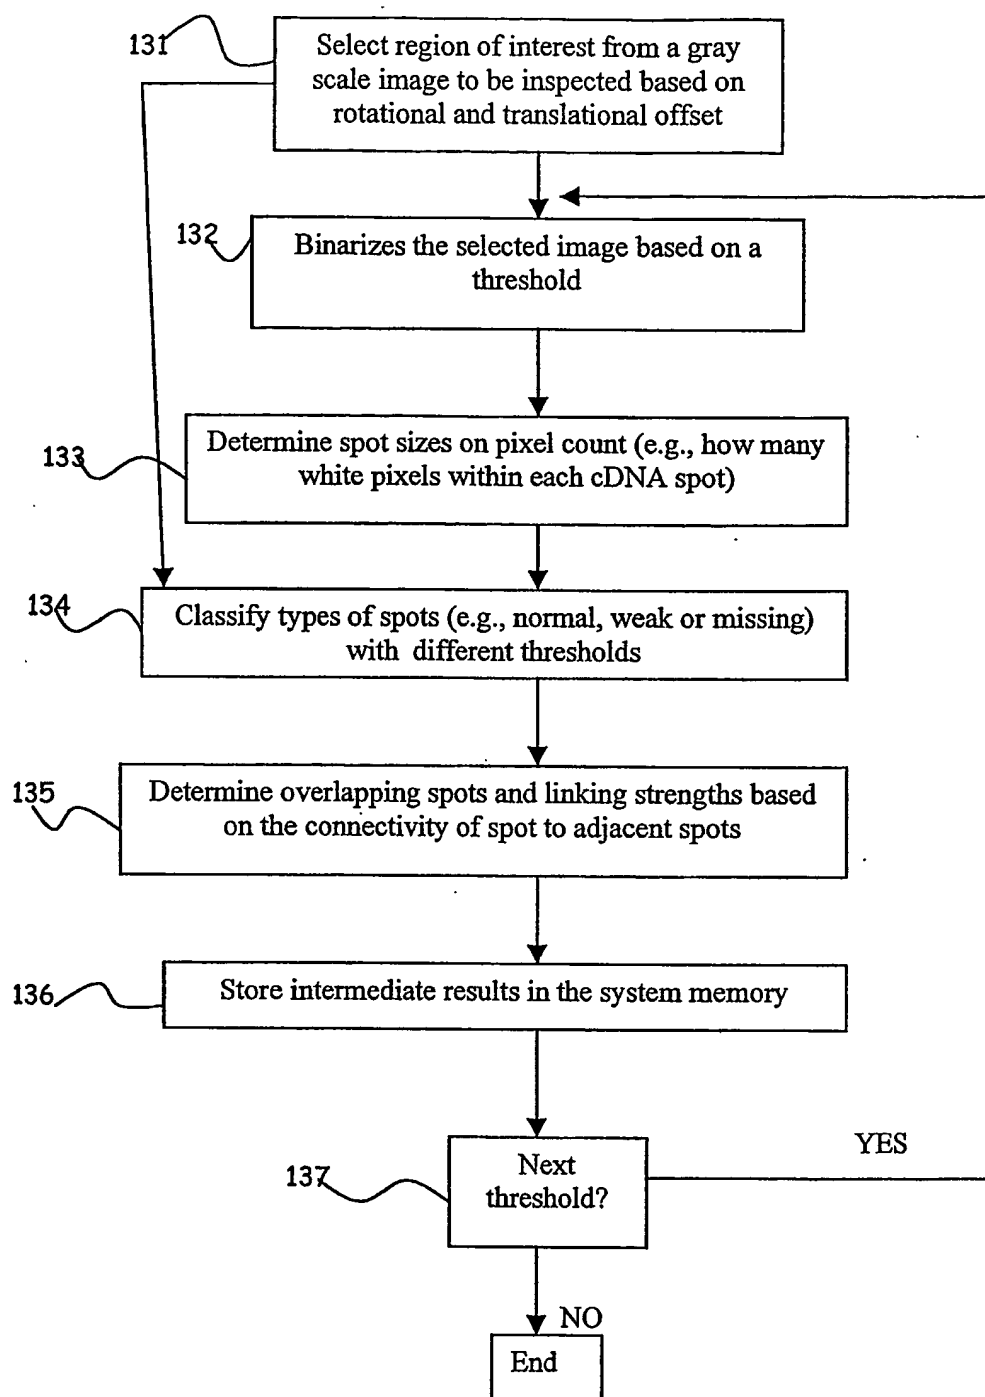 131
Select region of interest from a gray
scale image to be inspected based on
rotational and translational offset
132
Binarizes the selected image based on a
threshold
133
Determine spot sizes on pixel count (e.g., how many
white pixels within each cDNA spot)
134
Classify types of spots (e.g., normal, weak or missing)
with different thresholds
135
Determine overlapping spots and linking strengths based
on the connectivity of spot to adjacent spots
136
Store intermediate results in the system memory
137
Next
threshold?
YES
NO
End